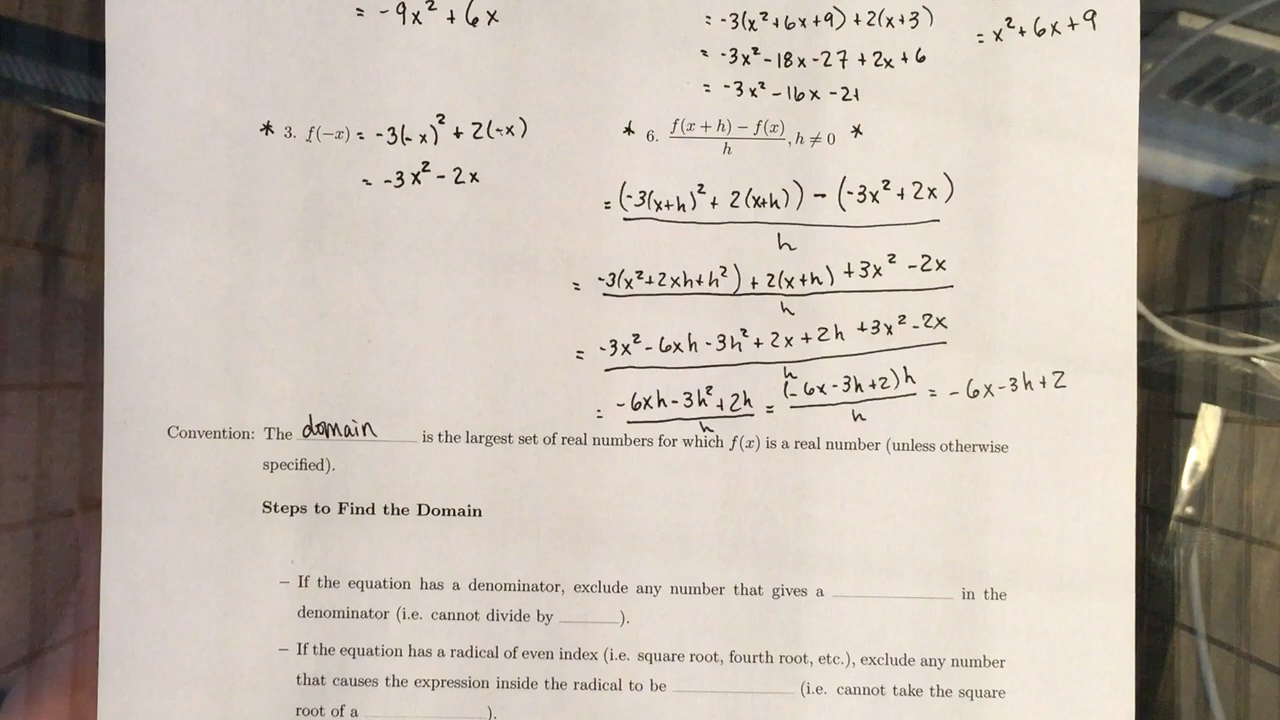 = -9x² + 6x
= -3(x²+6x+9) + 2(x+3)
= -3x² - 18x - 27 + 2x + 6
= -3x² - 16x - 21
= x² + 6x + 9
* 3. f(−x) = -3(-x)² + 2(-x)
= -3x² - 2x
* 6. f(x + h) − f(x) / h , h ≠ 0 *
= (-3(x+h)² + 2(x+h)) - (-3x² + 2x) / h
= -3(x²+2xh+h²) + 2(x+h) + 3x² - 2x / h
= -3x² - 6xh - 3h² + 2x + 2h + 3x² - 2x / h
= -6xh - 3h² + 2h / h = (-6x - 3h + 2)h / h = -6x - 3h + 2
Convention: The domain is the largest set of real numbers for which f(x) is a real number (unless otherwise
specified).
Steps to Find the Domain
– If the equation has a denominator, exclude any number that gives a ____________ in the
denominator (i.e. cannot divide by ______).
– If the equation has a radical of even index (i.e. square root, fourth root, etc.), exclude any number
that causes the expression inside the radical to be ____________ (i.e. cannot take the square
root of a ____________).